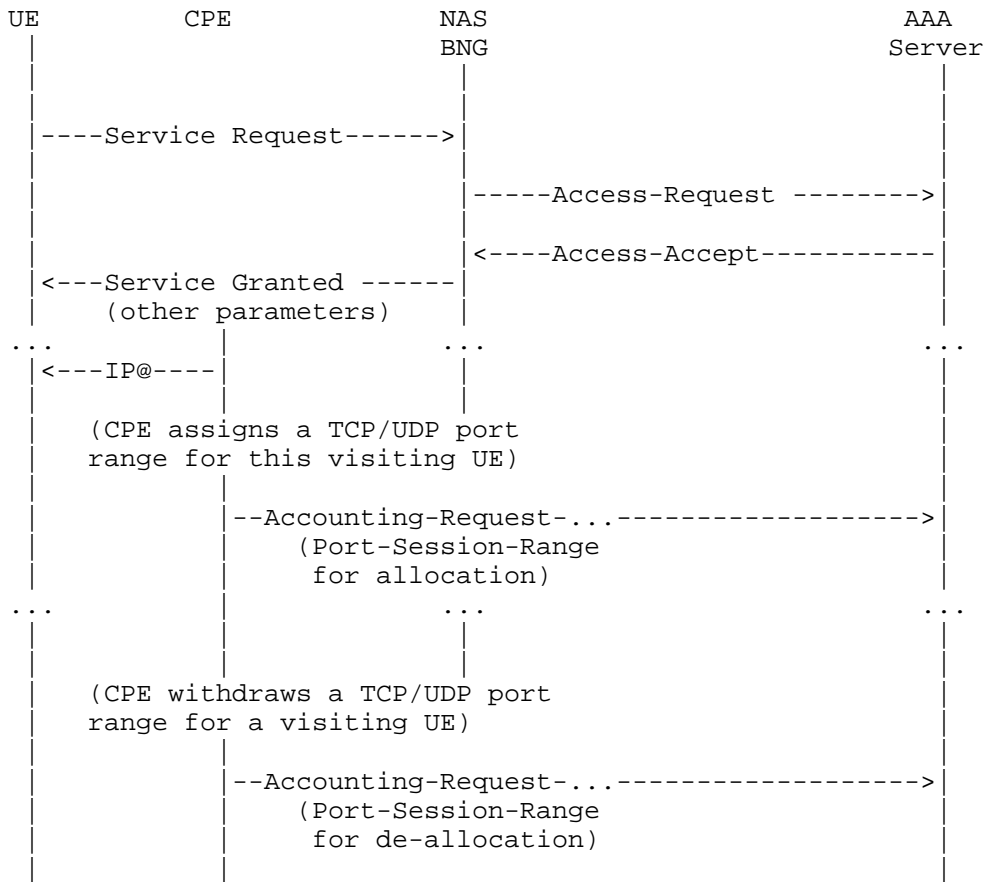 UE CPE NAS AAA
BNG Server
----Service Request------>
-----Access-Request -------->
<----Access-Accept-----------
<---Service Granted ------
(other parameters)
... ... ...
<---IP@----
(CPE assigns a TCP/UDP port
range for this visiting UE)
--Accounting-Request-...------------------->
(Port-Session-Range
for allocation)
... ... ...
(CPE withdraws a TCP/UDP port
range for a visiting UE)
--Accounting-Request-...------------------->
(Port-Session-Range
for de-allocation)